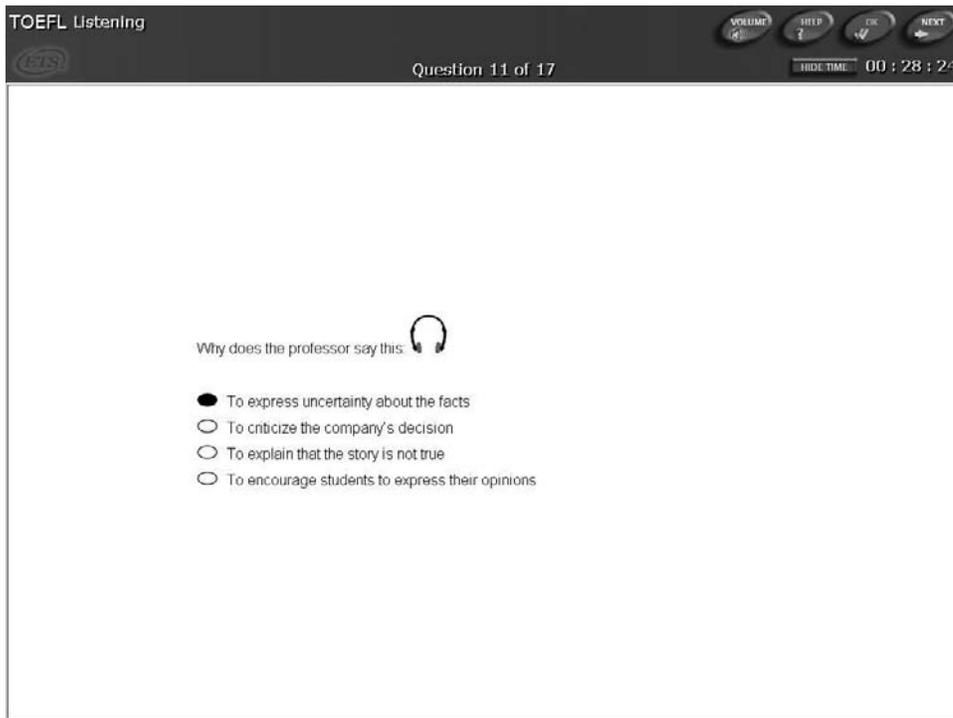 TOEFL Listening
VOLUME HELP OK NEXT
ETS
Question 11 of 17
HIDE TIME 00 : 28 : 24
Why does the professor say this:
To express uncertainty about the facts
To criticize the company's decision
To explain that the story is not true
To encourage students to express their opinions